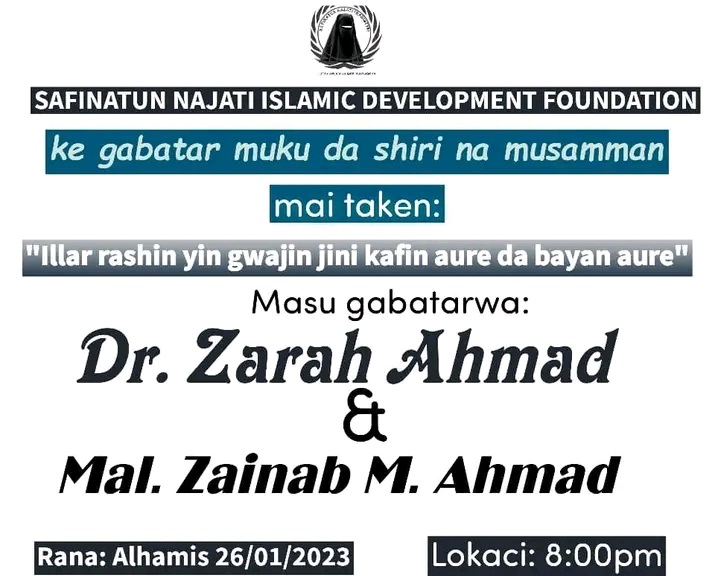 SAFINATUN NAJATI ISLAMIC DEVELOPMENT FOUNDATION
ke gabatar muku da shiri na musamman
mai taken:
"Illar rashin yin gwajin jini kafin aure da bayan aure"
Masu gabatarwa:
Dr. Zarah Ahmad
&
Mal. Zainab M. Ahmad
Rana: Alhamis 26/01/2023
Lokaci: 8:00pm